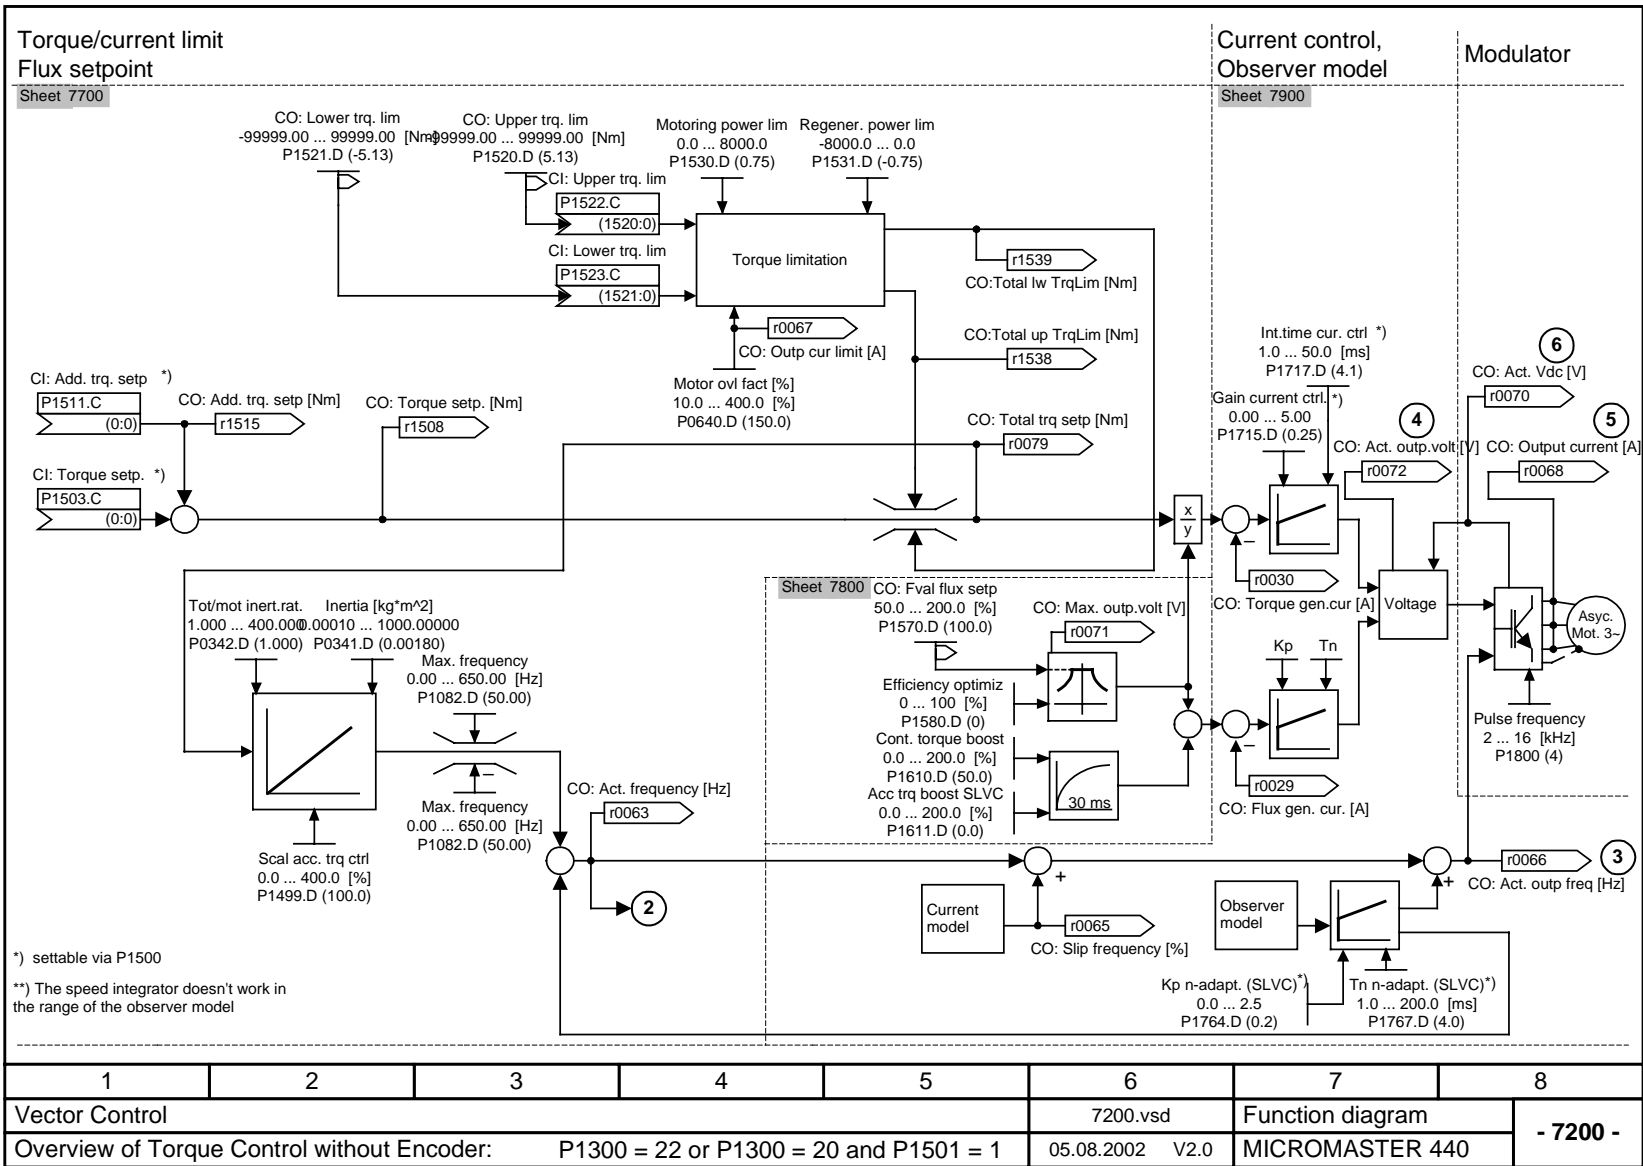 Torque/current limit
Flux setpoint
Current control,
Observer model
Modulator
Sheet 7700
Sheet 7900
CO: Lower trq. lim
-99999.00 ... 99999.00 [Nm]
P1521.D (-5.13)
CO: Upper trq. lim
-99999.00 ... 99999.00 [Nm]
P1520.D (5.13)
Motoring power lim
0.0 ... 8000.0
P1530.D (0.75)
Regener. power lim
-8000.0 ... 0.0
P1531.D (-0.75)
CI: Upper trq. lim
P1522.C
(1520:0)
CI: Lower trq. lim
P1523.C
(1521:0)
Torque limitation
r1539
CO:Total lw TrqLim [Nm]
r0067
CO: Outp cur limit [A]
CO:Total up TrqLim [Nm]
r1538
Motor ovl fact [%]
10.0 ... 400.0 [%]
P0640.D (150.0)
Int.time cur. ctrl *)
1.0 ... 50.0 [ms]
P1717.D (4.1)
6
CO: Act. Vdc [V]
r0070
CI: Add. trq. setp *)
P1511.C
(0:0)
CO: Add. trq. setp [Nm]
r1515
CO: Torque setp. [Nm]
r1508
CO: Total trq setp [Nm]
r0079
Gain current ctrl. *)
0.00 ... 5.00
P1715.D (0.25)
4
CO: Act. outp.volt [V]
r0072
5
CO: Output current [A]
r0068
CI: Torque setp. *)
P1503.C
(0:0)
x
y
–
r0030
CO: Torque gen.cur [A]
Voltage
Asyc.
Mot. 3~
Sheet 7800
CO: Fval flux setp
50.0 ... 200.0 [%]
P1570.D (100.0)
CO: Max. outp.volt [V]
r0071
Tot/mot inert.rat.
1.000 ... 400.000
P0342.D (1.000)
Inertia [kg*m^2]
0.00010 ... 1000.00000
P0341.D (0.00180)
Max. frequency
0.00 ... 650.00 [Hz]
P1082.D (50.00)
Efficiency optimiz
0 ... 100 [%]
P1580.D (0)
Kp
Tn
Cont. torque boost
0.0 ... 200.0 [%]
P1610.D (50.0)
Acc trq boost SLVC
0.0 ... 200.0 [%]
P1611.D (0.0)
30 ms
–
r0029
CO: Flux gen. cur. [A]
Pulse frequency
2 ... 16 [kHz]
P1800 (4)
–
Max. frequency
0.00 ... 650.00 [Hz]
P1082.D (50.00)
CO: Act. frequency [Hz]
r0063
Scal acc. trq ctrl
0.0 ... 400.0 [%]
P1499.D (100.0)
2
+
+
r0066
3
CO: Act. outp freq [Hz]
Current
model
r0065
CO: Slip frequency [%]
Observer
model
Kp n-adapt. (SLVC)*)
0.0 ... 2.5
P1764.D (0.2)
Tn n-adapt. (SLVC)*)
1.0 ... 200.0 [ms]
P1767.D (4.0)
*) settable via P1500
**) The speed integrator doesn't work in
the range of the observer model
1 2 3 4 5 6 7 8
Vector Control
7200.vsd
Function diagram
- 7200 -
Overview of Torque Control without Encoder: P1300 = 22 or P1300 = 20 and P1501 = 1
05.08.2002 V2.0
MICROMASTER 440